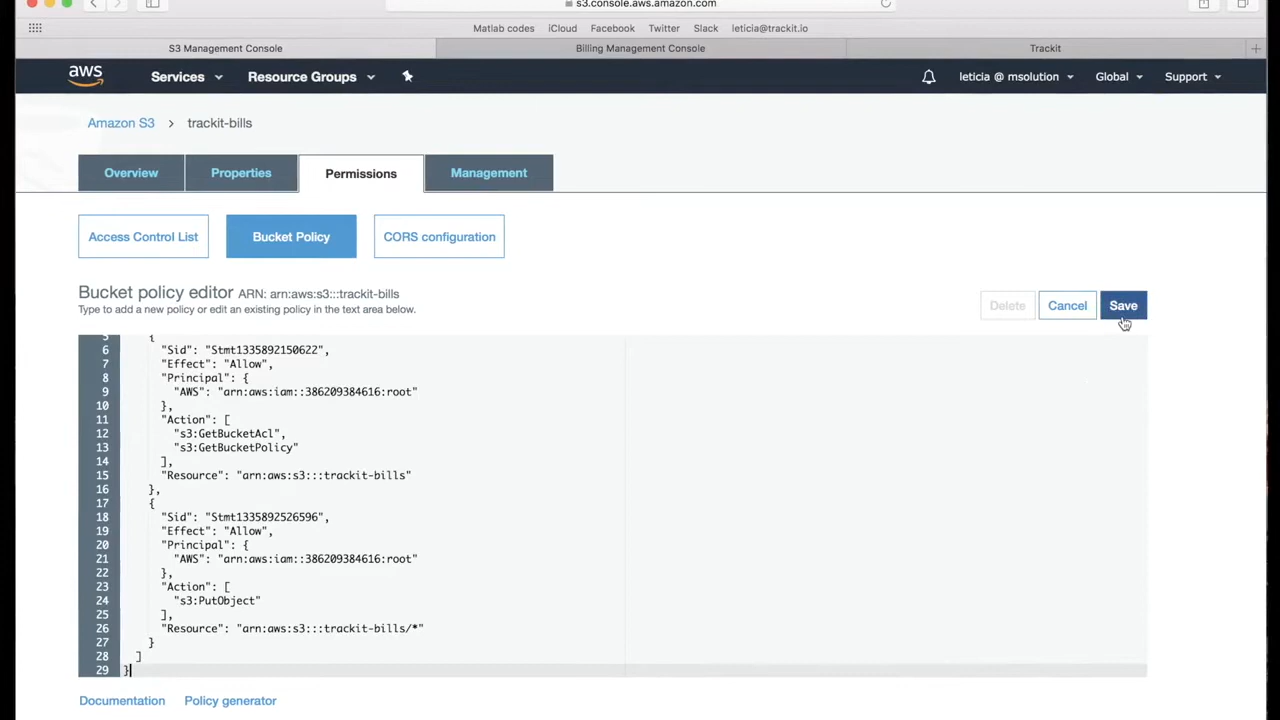 s3.console.aws.amazon.com
Matlab codes iCloud Facebook Twitter Slack leticia@trackit.io
S3 Management Console Billing Management Console Trackit
aws Services Resource Groups leticia @ msolution Global Support
Amazon S3 > trackit-bills
Overview Properties Permissions Management
Access Control List Bucket Policy CORS configuration
Bucket policy editor ARN: arn:aws:s3:::trackit-bills
Type to add a new policy or edit an existing policy in the text area below.
Delete Cancel Save
5 {
6 "Sid": "Stmt1335892150622",
7 "Effect": "Allow",
8 "Principal": {
9 "AWS": "arn:aws:iam::386209384616:root"
10 },
11 "Action": [
12 "s3:GetBucketAcl",
13 "s3:GetBucketPolicy"
14 ],
15 "Resource": "arn:aws:s3:::trackit-bills"
16 },
17 {
18 "Sid": "Stmt1335892526596",
19 "Effect": "Allow",
20 "Principal": {
21 "AWS": "arn:aws:iam::386209384616:root"
22 },
23 "Action": [
24 "s3:PutObject"
25 ],
26 "Resource": "arn:aws:s3:::trackit-bills/*"
27 }
28 ]
29 }
Documentation Policy generator